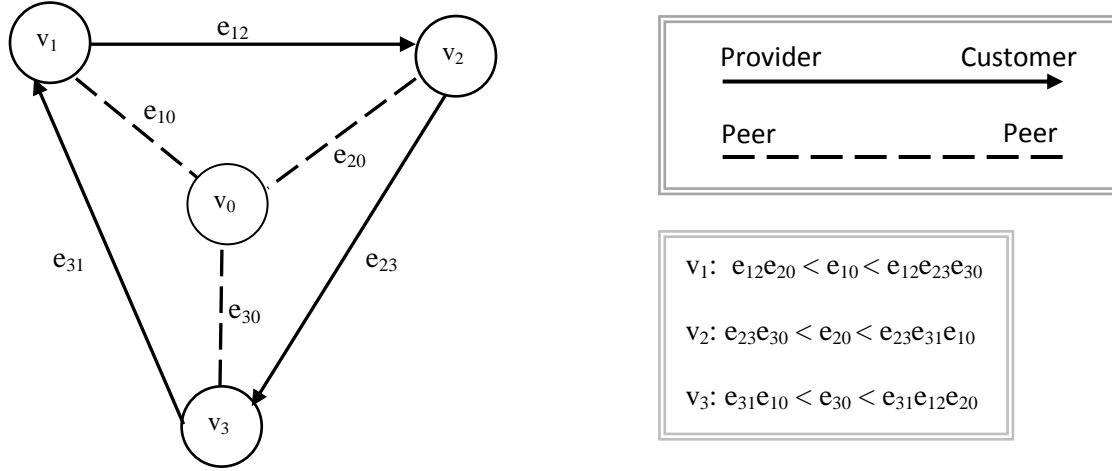 v₁
e₁₂
v₂
e₁₀
e₂₀
v₀
e₃₁
e₂₃
e₃₀
v₃
Provider Customer
Peer Peer
v₁: e₁₂e₂₀ < e₁₀ < e₁₂e₂₃e₃₀
v₂: e₂₃e₃₀ < e₂₀ < e₂₃e₃₁e₁₀
v₃: e₃₁e₁₀ < e₃₀ < e₃₁e₁₂e₂₀